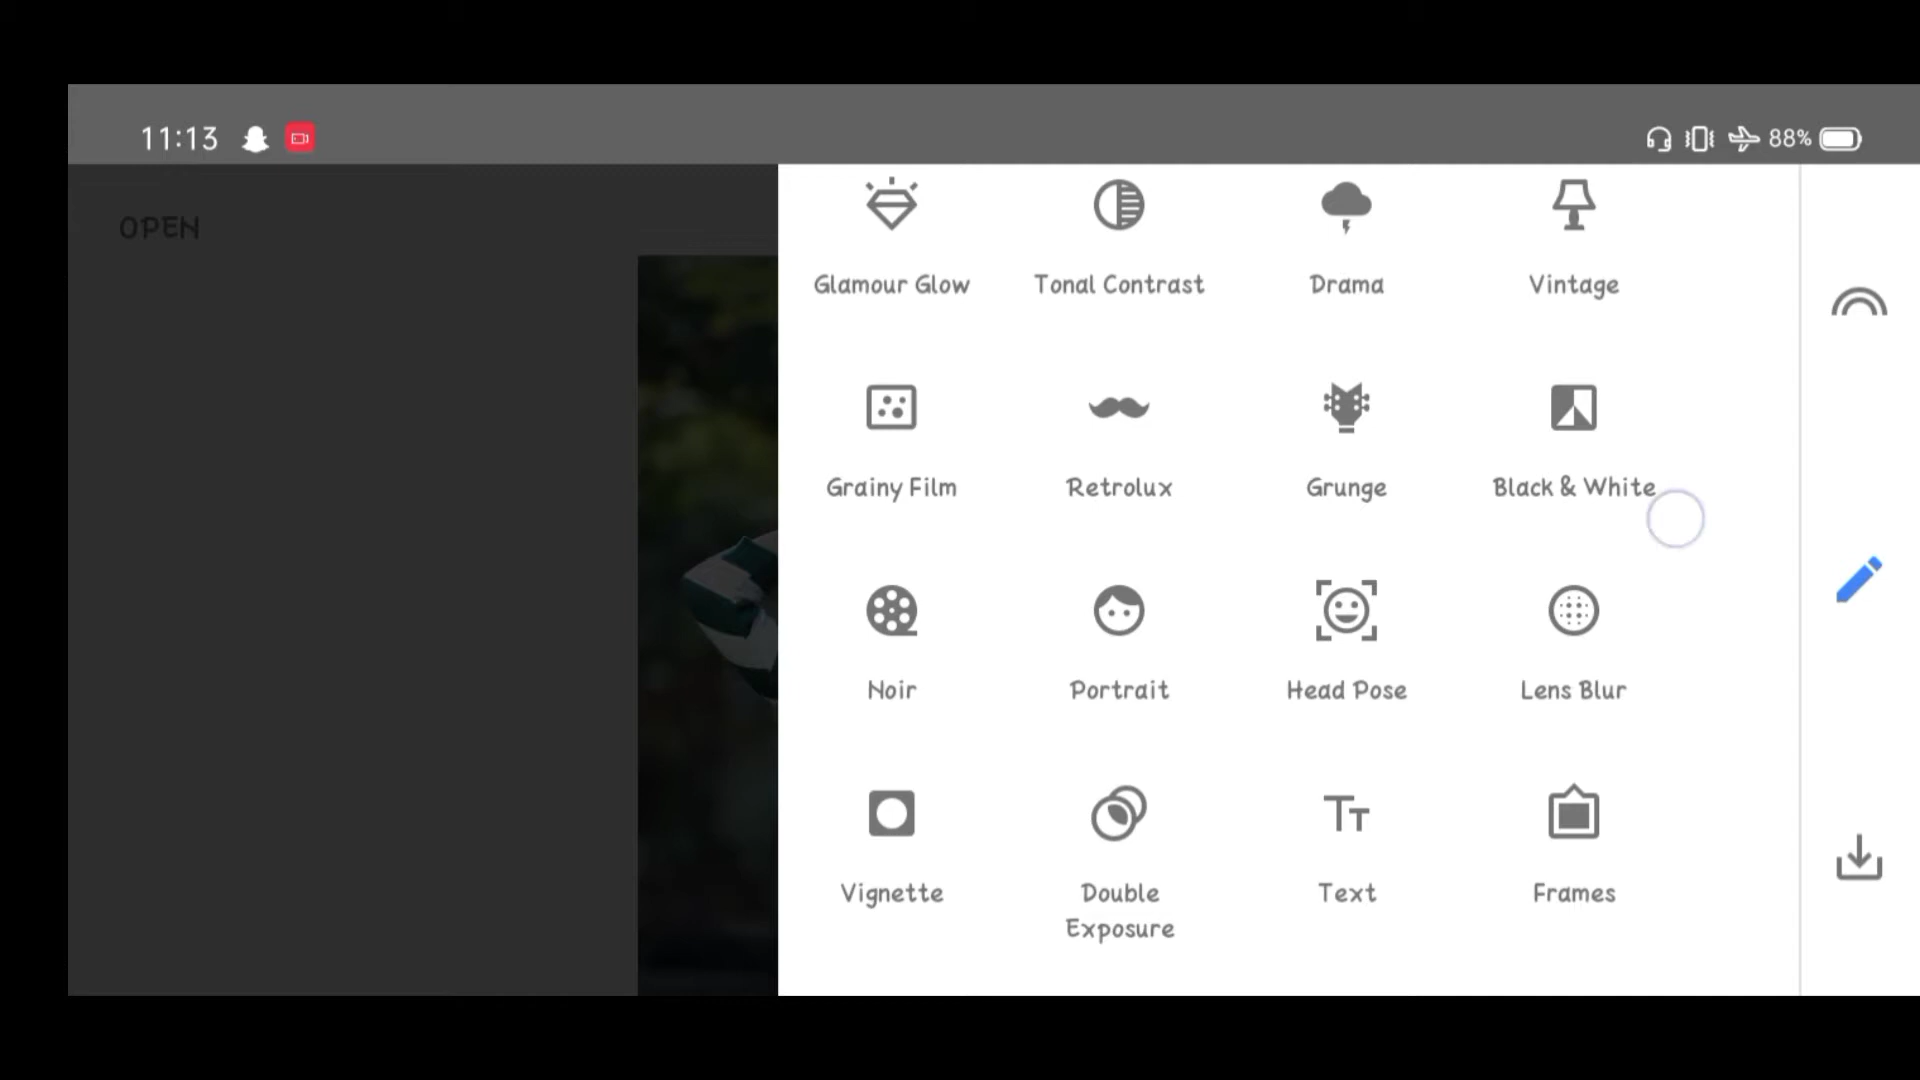 11:13
88%
OPEN
Glamour Glow
Tonal Contrast
Drama
Vintage
Grainy Film
Retrolux
Grunge
Black & White
Noir
Portrait
Head Pose
Lens Blur
Vignette
Double
Exposure
Text
Frames